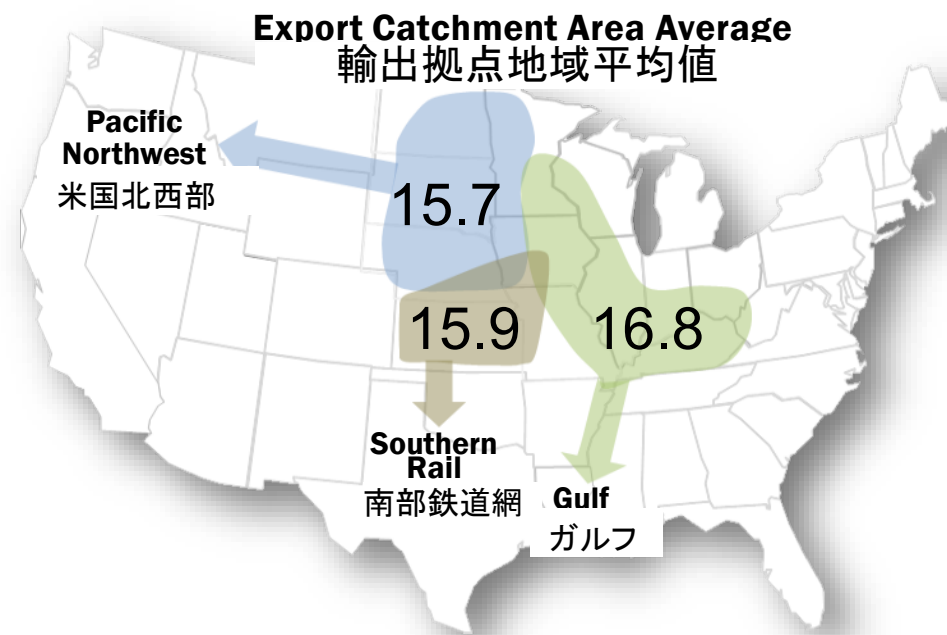 Export Catchment Area Average
輸出拠点地域平均値
Pacific
Northwest
米国北西部
15.7
15.9
16.8
Southern
Rail
南部鉄道網
Gulf
ガルフ